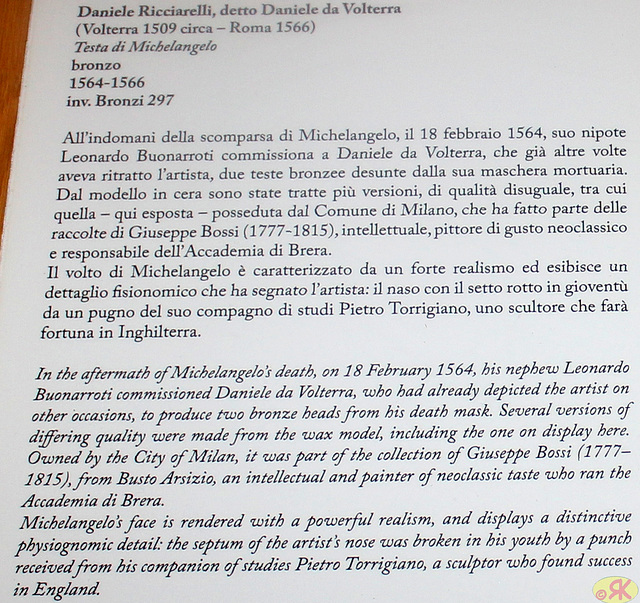 Daniele Ricciarelli, detto Daniele da Volterra
(Volterra 1509 circa – Roma 1566)
Testa di Michelangelo
bronzo
1564-1566
inv. Bronzi 297
All'indomani della scomparsa di Michelangelo, il 18 febbraio 1564, suo nipote
Leonardo Buonarroti commissiona a Daniele da Volterra, che già altre volte
aveva ritratto l'artista, due teste bronzee desunte dalla sua maschera mortuaria.
Dal modello in cera sono state tratte più versioni, di qualità disuguale, tra cui
quella – qui esposta – posseduta dal Comune di Milano, che ha fatto parte delle
raccolte di Giuseppe Bossi (1777-1815), intellettuale, pittore di gusto neoclassico
e responsabile dell'Accademia di Brera.
Il volto di Michelangelo è caratterizzato da un forte realismo ed esibisce un
dettaglio fisionomico che ha segnato l'artista: il naso con il setto rotto in gioventù
da un pugno del suo compagno di studi Pietro Torrigiano, uno scultore che farà
fortuna in Inghilterra.
In the aftermath of Michelangelo's death, on 18 February 1564, his nephew Leonardo
Buonarroti commissioned Daniele da Volterra, who had already depicted the artist on
other occasions, to produce two bronze heads from his death mask. Several versions of
differing quality were made from the wax model, including the one on display here.
Owned by the City of Milan, it was part of the collection of Giuseppe Bossi (1777–
1815), from Busto Arsizio, an intellectual and painter of neoclassic taste who ran the
Accademia di Brera.
Michelangelo's face is rendered with a powerful realism, and displays a distinctive
physiognomic detail: the septum of the artist's nose was broken in his youth by a punch
received from his companion of studies Pietro Torrigiano, a sculptor who found success
in England.
©RK